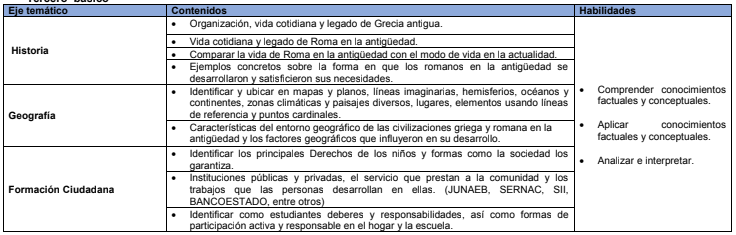 Tercero básico
Eje temático
Contenidos
Habilidades
Historia
• Organización, vida cotidiana y legado de Grecia antigua.
• Vida cotidiana y legado de Roma en la antigüedad.
• Comparar la vida de Roma en la antigüedad con el modo de vida en la actualidad.
• Ejemplos concretos sobre la forma en que los romanos en la antigüedad se
desarrollaron y satisficieron sus necesidades.
Geografía
• Identificar y ubicar en mapas y planos, líneas imaginarias, hemisferios, océanos y
continentes, zonas climáticas y paisajes diversos, lugares, elementos usando líneas
de referencia y puntos cardinales.
• Características del entorno geográfico de las civilizaciones griega y romana en la
antigüedad y los factores geográficos que influyeron en su desarrollo.
Formación Ciudadana
• Identificar los principales Derechos de los niños y formas como la sociedad los
garantiza.
• Instituciones públicas y privadas, el servicio que prestan a la comunidad y los
trabajos que las personas desarrollan en ellas. (JUNAEB, SERNAC, SII,
BANCOESTADO, entre otros)
• Identificar como estudiantes deberes y responsabilidades, así como formas de
participación activa y responsable en el hogar y la escuela.
• Comprender conocimientos
factuales y conceptuales.
• Aplicar conocimientos
factuales y conceptuales.
• Analizar e interpretar.